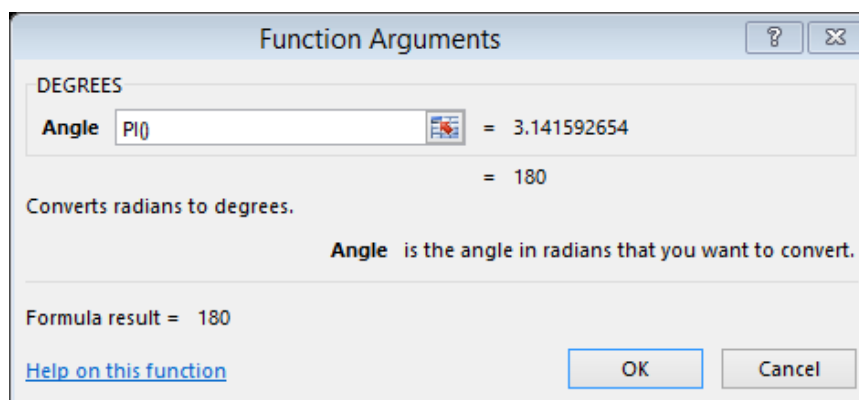 Function Arguments
DEGREES
Angle PI() = 3.141592654
= 180
Converts radians to degrees.
Angle is the angle in radians that you want to convert.
Formula result = 180
Help on this function OK Cancel